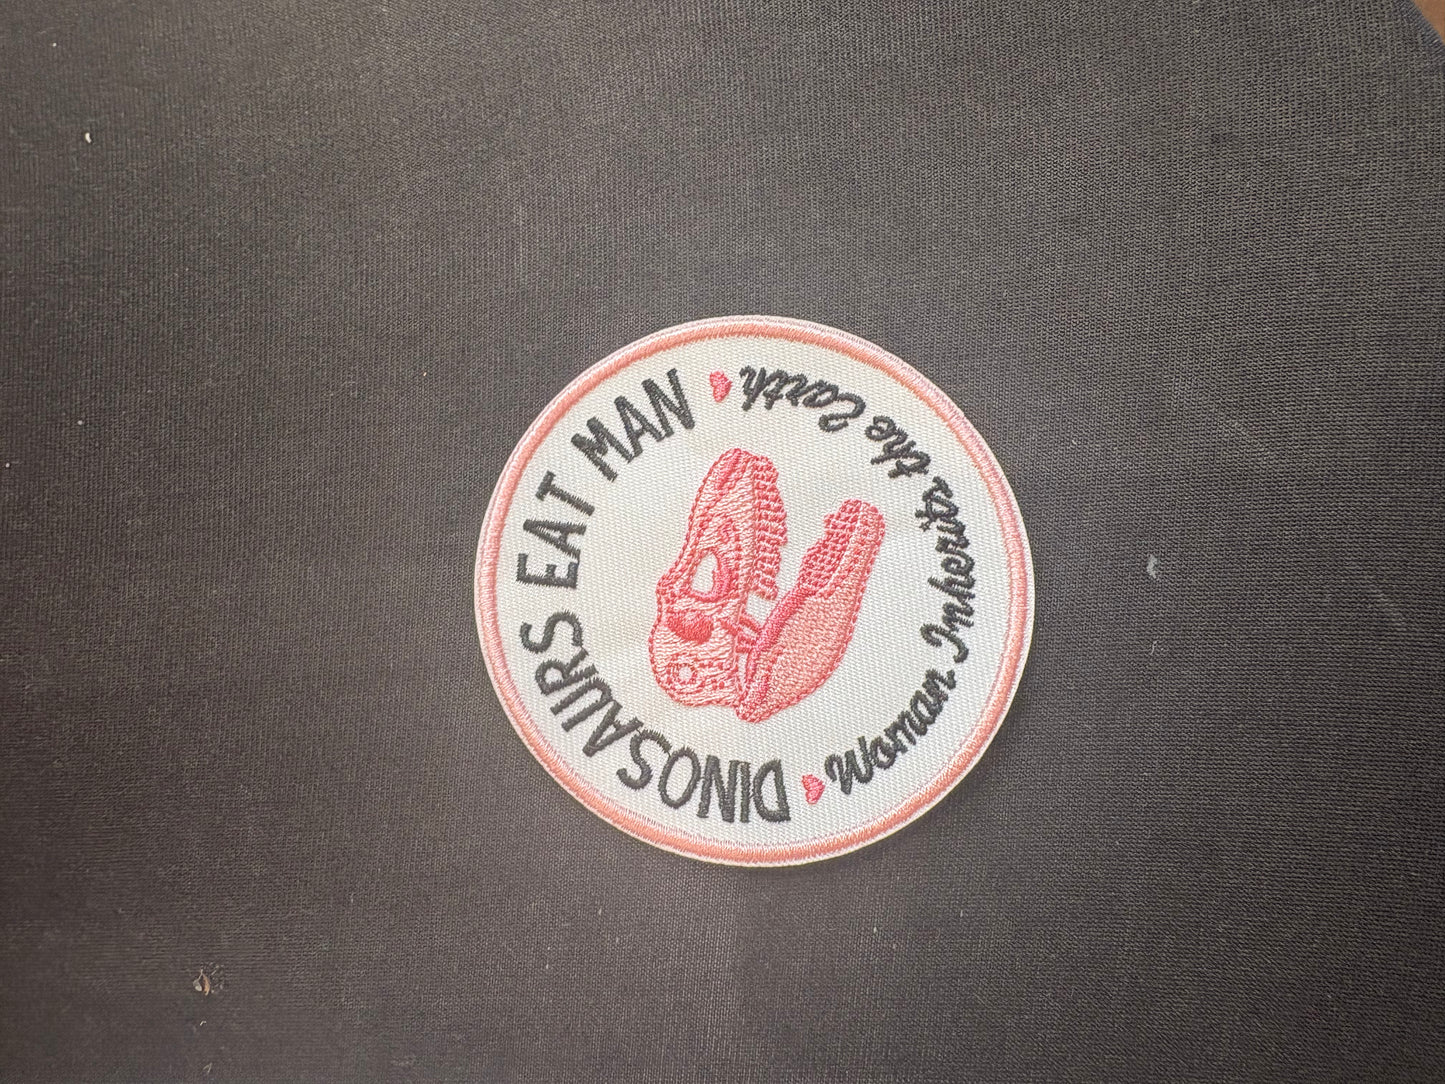 DINOSAURS EAT MAN
Woman Inherits the Earth